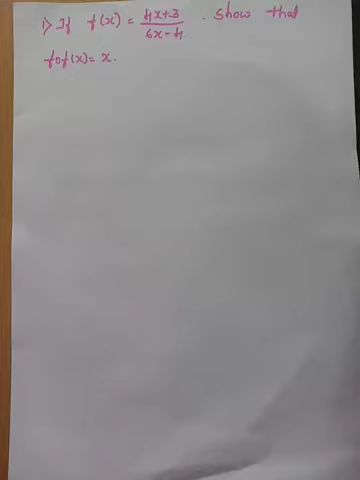 1> If f(x) = (4x+3)/(6x-4) . Show that
fof(x) = x.